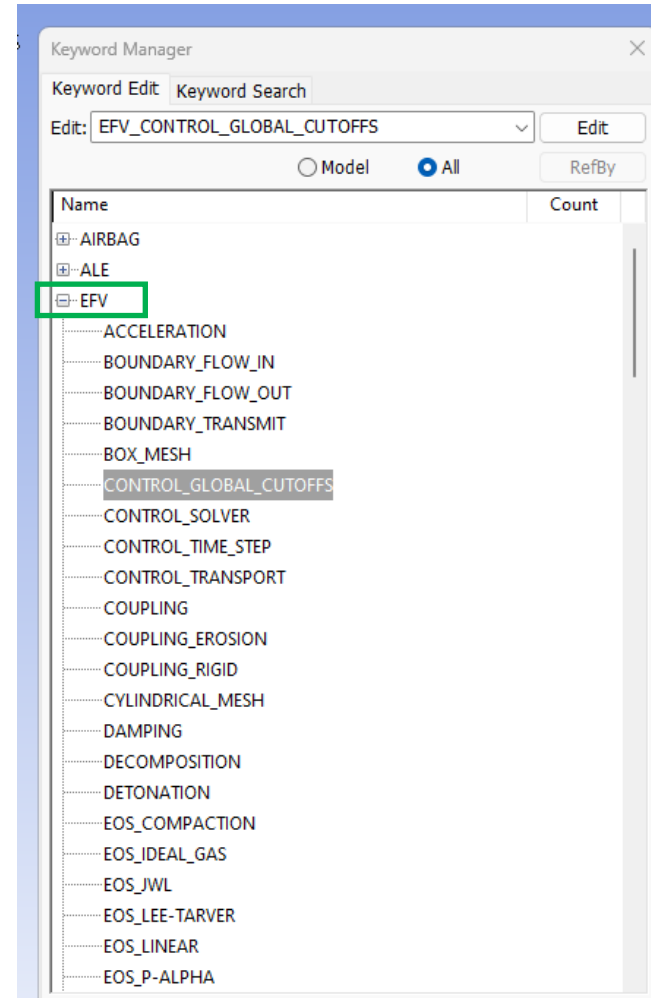 Keyword Manager
Keyword Edit Keyword Search
Edit: EFV_CONTROL_GLOBAL_CUTOFFS Edit
Model All RefBy
Name Count
AIRBAG
ALE
EFV
ACCELERATION
BOUNDARY_FLOW_IN
BOUNDARY_FLOW_OUT
BOUNDARY_TRANSMIT
BOX_MESH
CONTROL_GLOBAL_CUTOFFS
CONTROL_SOLVER
CONTROL_TIME_STEP
CONTROL_TRANSPORT
COUPLING
COUPLING_EROSION
COUPLING_RIGID
CYLINDRICAL_MESH
DAMPING
DECOMPOSITION
DETONATION
EOS_COMPACTION
EOS_IDEAL_GAS
EOS_JWL
EOS_LEE-TARVER
EOS_LINEAR
EOS_P-ALPHA